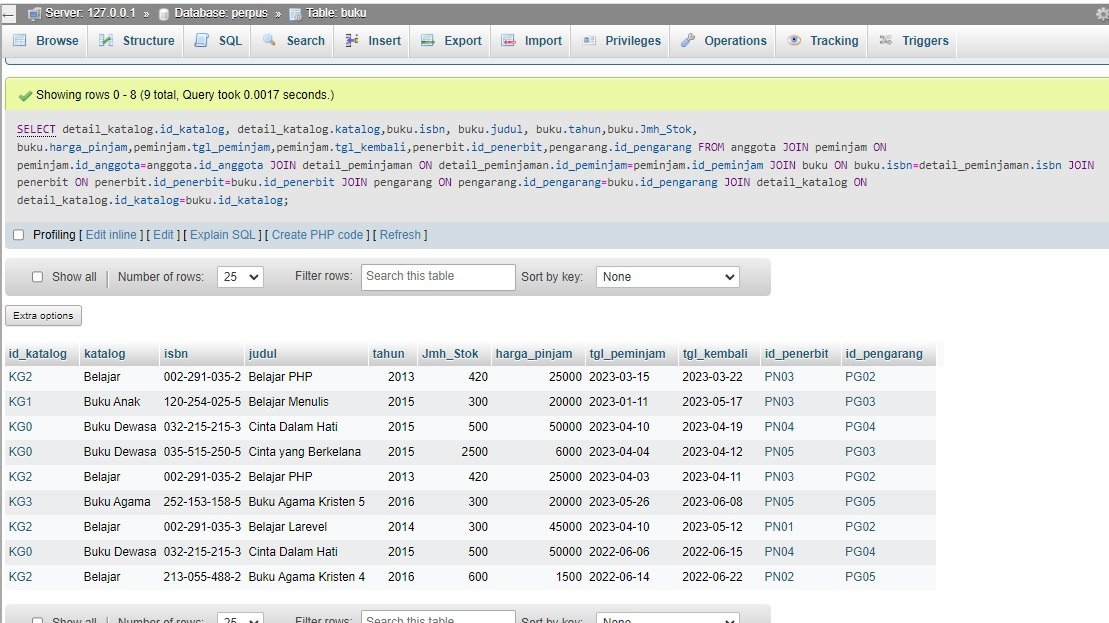 Server: 127.0.0.1 » Database: perpus » Table: buku
Browse Structure SQL Search Insert Export Import Privileges Operations Tracking Triggers
Showing rows 0 - 8 (9 total, Query took 0.0017 seconds.)
SELECT detail_katalog.id_katalog, detail_katalog.katalog,buku.isbn, buku.judul, buku.tahun,buku.Jmh_Stok,
buku.harga_pinjam,peminjam.tgl_peminjam,peminjam.tgl_kembali,penerbit.id_penerbit,pengarang.id_pengarang FROM anggota JOIN peminjam ON
peminjam.id_anggota=anggota.id_anggota JOIN detail_peminjaman ON detail_peminjaman.id_peminjam=peminjam.id_peminjam JOIN buku ON buku.isbn=detail_peminjaman.isbn JOIN
penerbit ON penerbit.id_penerbit=buku.id_penerbit JOIN pengarang ON pengarang.id_pengarang=buku.id_pengarang JOIN detail_katalog ON
detail_katalog.id_katalog=buku.id_katalog;
Profiling [ Edit inline ] [ Edit ] [ Explain SQL ] [ Create PHP code ] [ Refresh ]
Show all Number of rows: 25 Filter rows: Search this table Sort by key: None
Extra options
id_katalog katalog isbn judul tahun Jmh_Stok harga_pinjam tgl_peminjam tgl_kembali id_penerbit id_pengarang
KG2 Belajar 002-291-035-2 Belajar PHP 2013 420 25000 2023-03-15 2023-03-22 PN03 PG02
KG1 Buku Anak 120-254-025-5 Belajar Menulis 2015 300 20000 2023-01-11 2023-05-17 PN03 PG03
KG0 Buku Dewasa 032-215-215-3 Cinta Dalam Hati 2015 500 50000 2023-04-10 2023-04-19 PN04 PG04
KG0 Buku Dewasa 035-515-250-5 Cinta yang Berkelana 2015 2500 6000 2023-04-04 2023-04-12 PN05 PG03
KG2 Belajar 002-291-035-2 Belajar PHP 2013 420 25000 2023-04-03 2023-04-11 PN03 PG02
KG3 Buku Agama 252-153-158-5 Buku Agama Kristen 5 2016 300 20000 2023-05-26 2023-06-08 PN05 PG05
KG2 Belajar 002-291-035-3 Belajar Larevel 2014 300 45000 2023-04-10 2023-05-12 PN01 PG02
KG0 Buku Dewasa 032-215-215-3 Cinta Dalam Hati 2015 500 50000 2022-06-06 2022-06-15 PN04 PG04
KG2 Belajar 213-055-488-2 Buku Agama Kristen 4 2016 600 1500 2022-06-14 2022-06-22 PN02 PG05
Show all Number of rows: 25 Filter rows: Search this table Sort by key: None